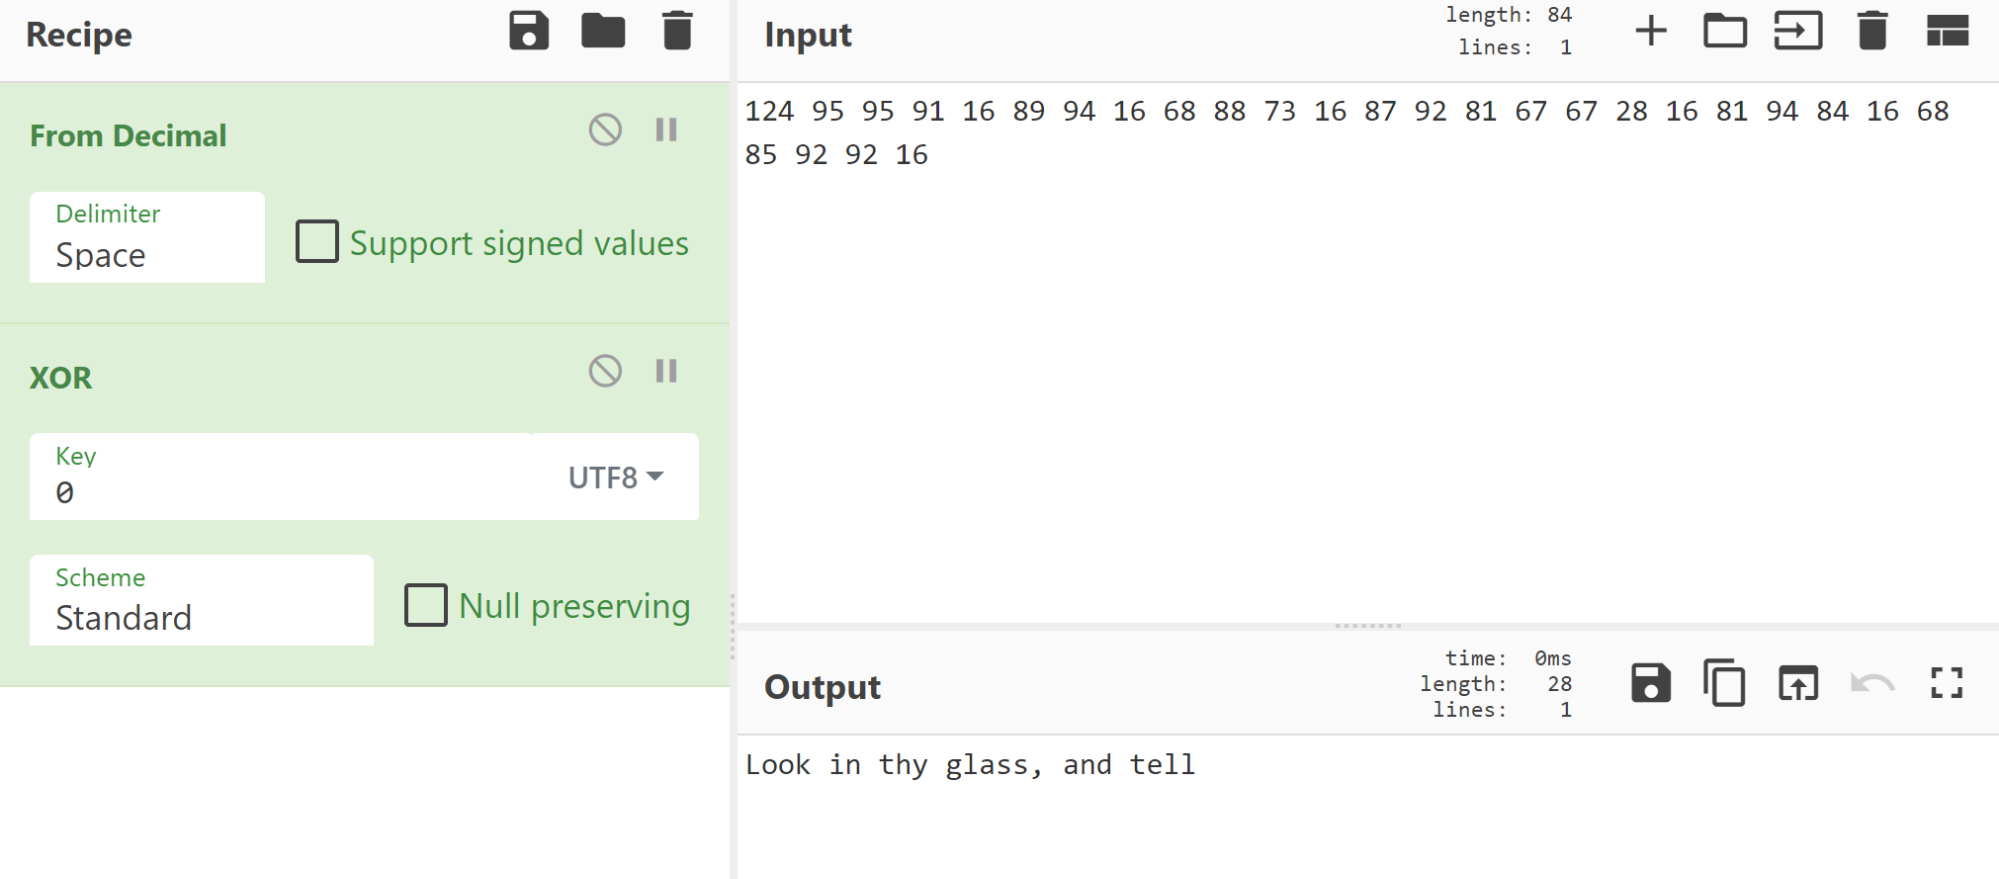 Recipe
From Decimal
Delimiter
Space
Support signed values
XOR
Key
0
UTF8
Scheme
Standard
Null preserving
Input
length: 84
lines: 1
124 95 95 91 16 89 94 16 68 88 73 16 87 92 81 67 67 28 16 81 94 84 16 68
85 92 92 16
Output
time: 0ms
length: 28
lines: 1
Look in thy glass, and tell